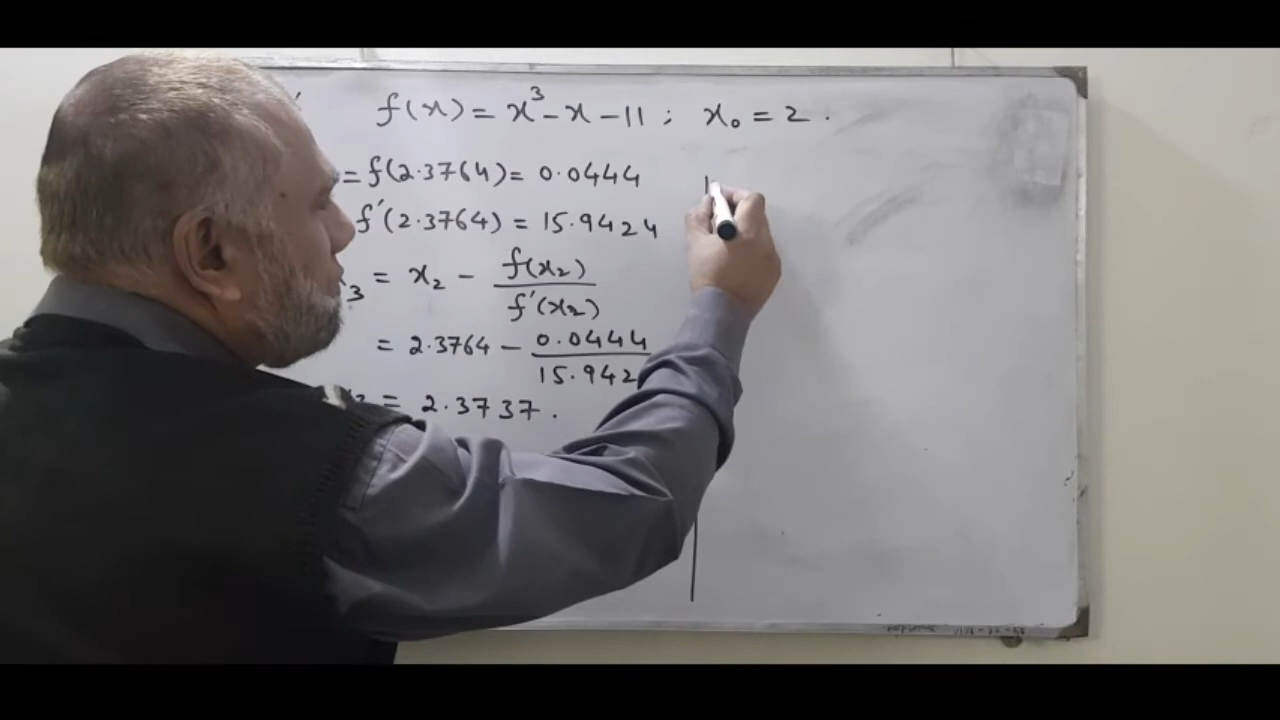 f(x) = x³ - x - 11 ; x₀ = 2 .
= f(2.3764) = 0.0444
f'(2.3764) = 15.9424
₃ = x₂ - f(x₂)/f'(x₂)
= 2.3764 - 0.0444/15.942
= 2.3737 .